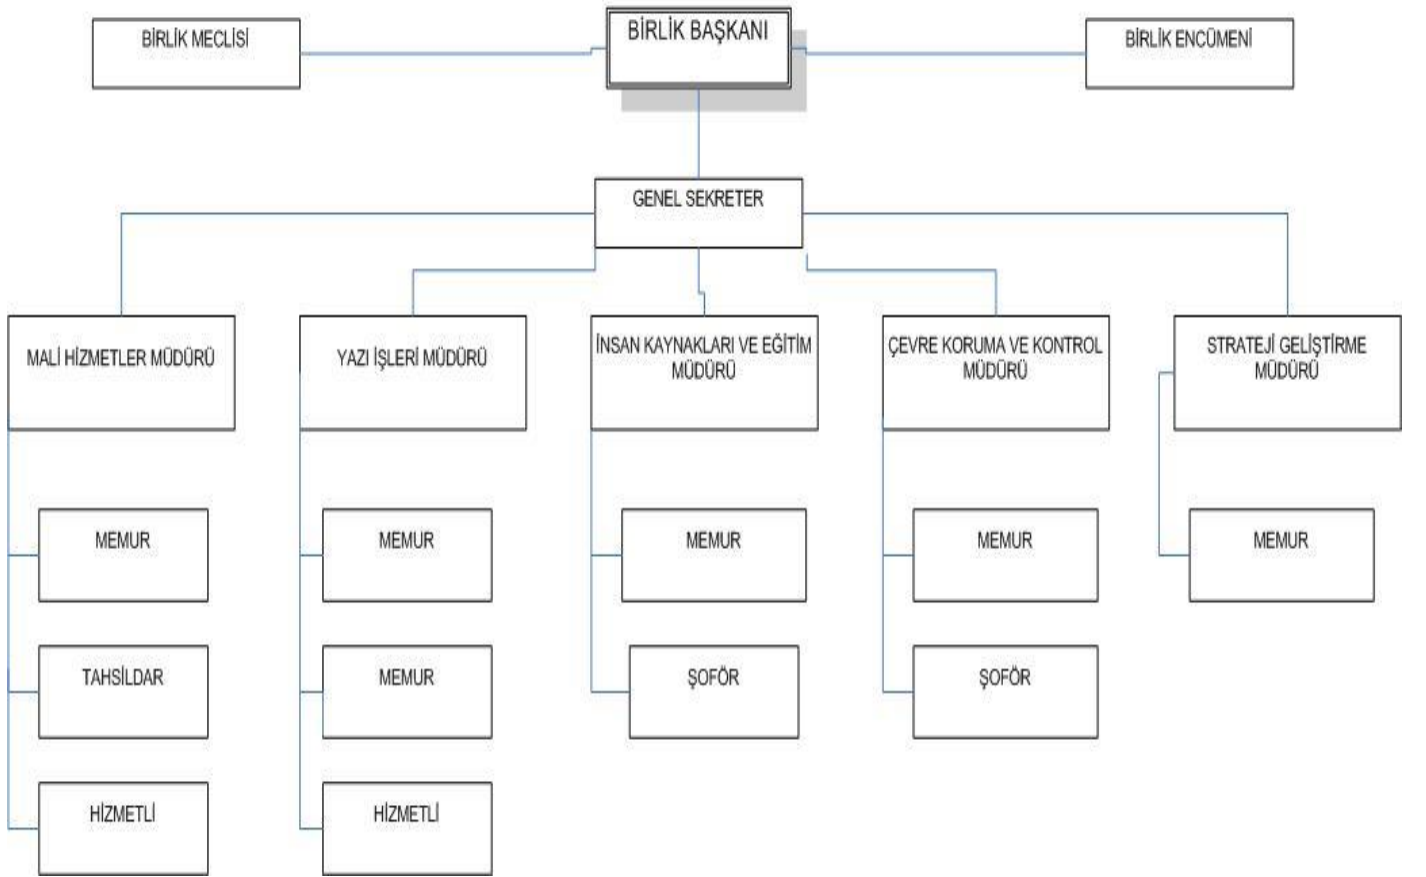 BİRLİK MECLİSİ
BİRLİK BAŞKANI
BİRLİK ENCÜMENİ
GENEL SEKRETER
MALİ HİZMETLER MÜDÜRÜ
YAZI İŞLERİ MÜDÜRÜ
İNSAN KAYNAKLARI VE EĞİTİM
MÜDÜRÜ
ÇEVRE KORUMA VE KONTROL
MÜDÜRÜ
STRATEJİ GELİŞTİRME
MÜDÜRÜ
MEMUR
MEMUR
MEMUR
MEMUR
MEMUR
TAHSİLDAR
MEMUR
ŞOFÖR
ŞOFÖR
HİZMETLİ
HİZMETLİ